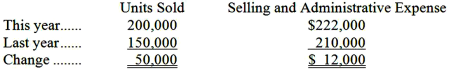 Units Sold Selling and Administrative Expense
This year...... 200,000 $222,000
Last year...... 150,000 210,000
Change ........ 50,000 $ 12,000